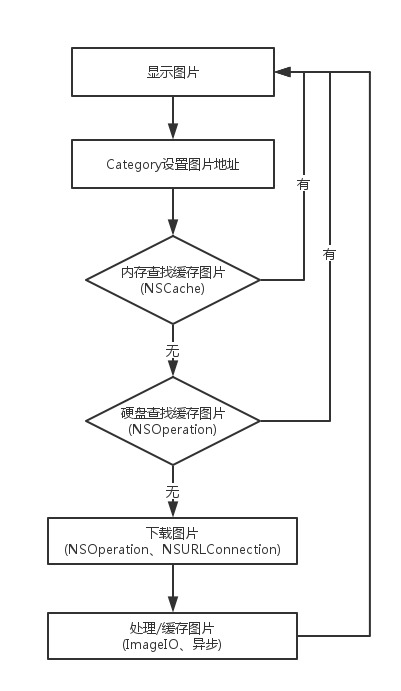 显示图片
Category设置图片地址
有
内存查找缓存图片
(NSCache)
有
无
硬盘查找缓存图片
(NSOperation)
无
下载图片
(NSOperation、NSURLConnection)
处理/缓存图片
(ImageIO、异步)